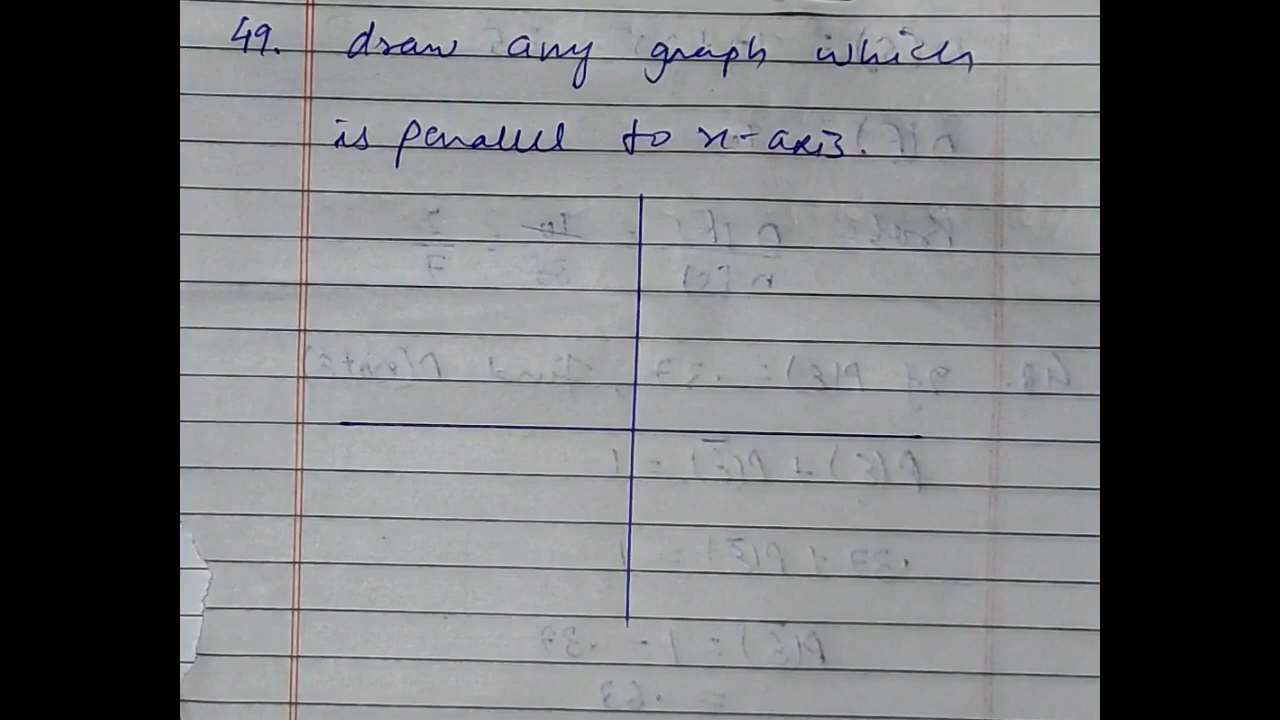 49. draw any graph which
is parallel to x-axis.